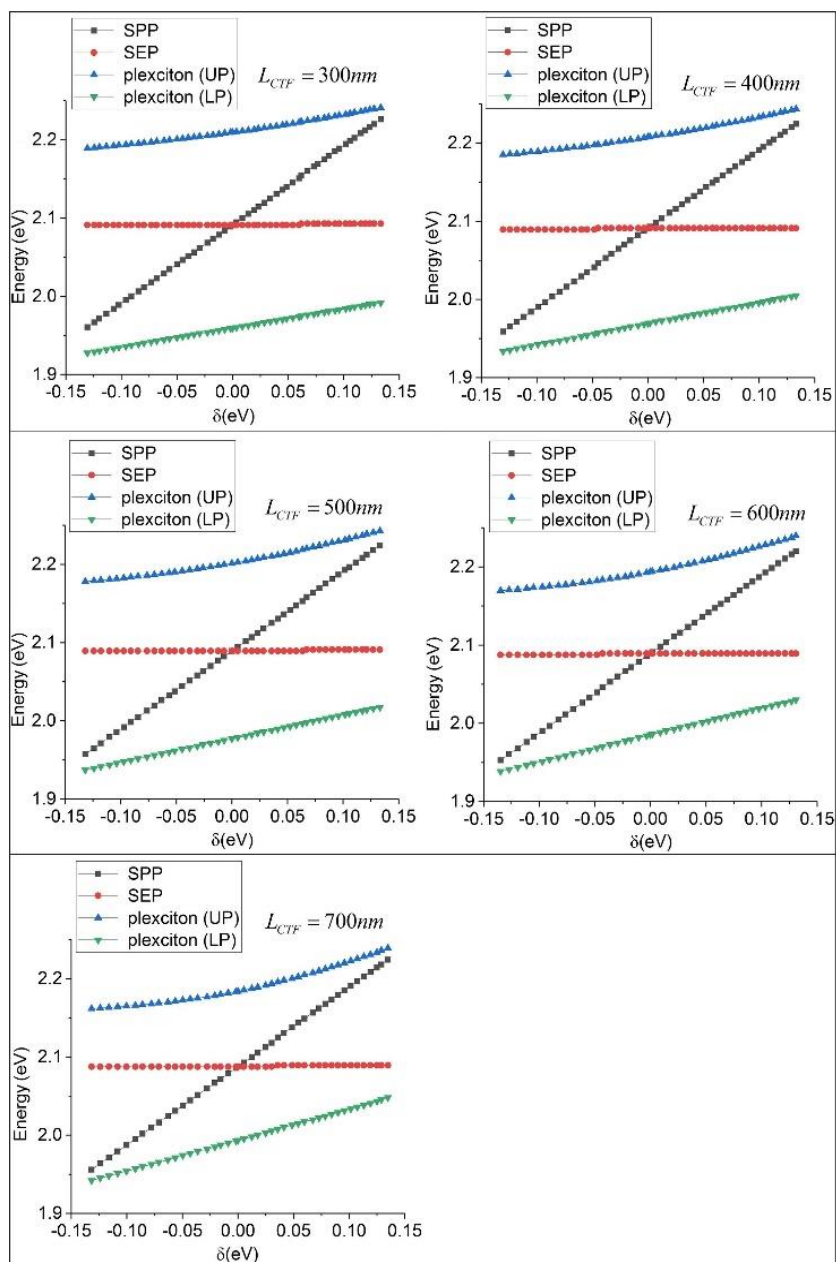 SPP
SEP
plexciton (UP)
plexciton (LP)
L_CTF = 300nm
2.2
2.1
2.0
1.9
Energy (eV)
-0.15 -0.10 -0.05 0.00 0.05 0.10 0.15
δ(eV)
SPP
SEP
plexciton (UP)
plexciton (LP)
L_CTF = 400nm
2.2
2.1
2.0
1.9
Energy (eV)
-0.15 -0.10 -0.05 0.00 0.05 0.10 0.15
δ(eV)
SPP
SEP
plexciton (UP)
plexciton (LP)
L_CTF = 500nm
2.2
2.1
2.0
1.9
Energy (eV)
-0.15 -0.10 -0.05 0.00 0.05 0.10 0.15
δ(eV)
SPP
SEP
plexciton (UP)
plexciton (LP)
L_CTF = 600nm
2.2
2.1
2.0
1.9
Energy (eV)
-0.15 -0.10 -0.05 0.00 0.05 0.10 0.15
δ(eV)
SPP
SEP
plexciton (UP)
plexciton (LP)
L_CTF = 700nm
2.2
2.1
2.0
1.9
Energy (eV)
-0.15 -0.10 -0.05 0.00 0.05 0.10 0.15
δ(eV)